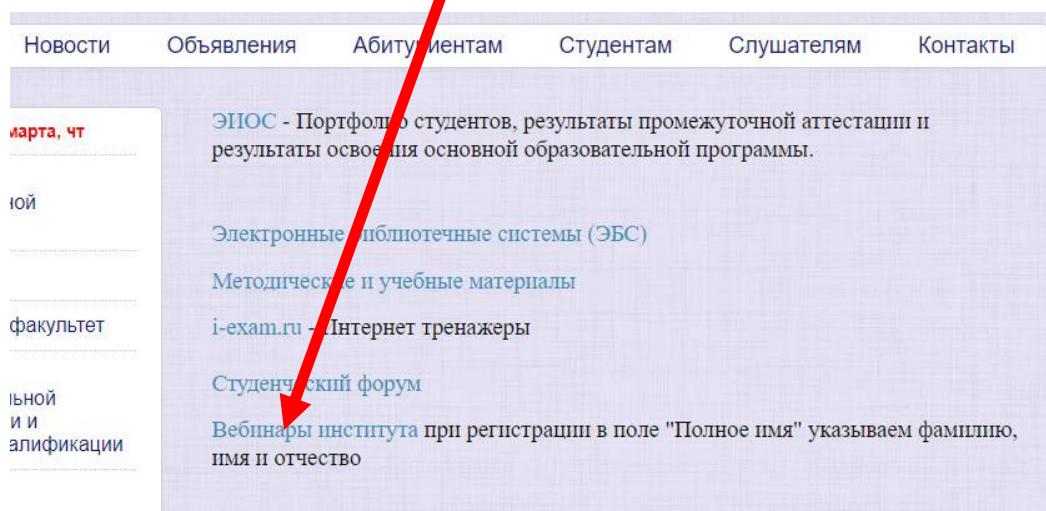 Новости Объявления Абитуриентам Студентам Слушателям Контакты
марта, чт
ЭИОС - Портфолио студентов, результаты промежуточной аттестации и
результаты освоения основной образовательной программы.
ной
Электронные библиотечные системы (ЭБС)
Методические и учебные материалы
факультет
i-exam.ru - Интернет тренажеры
Студенческий форум
ьной
и и
алификации
Вебинары института при регистрации в поле "Полное имя" указываем фамилию,
имя и отчество